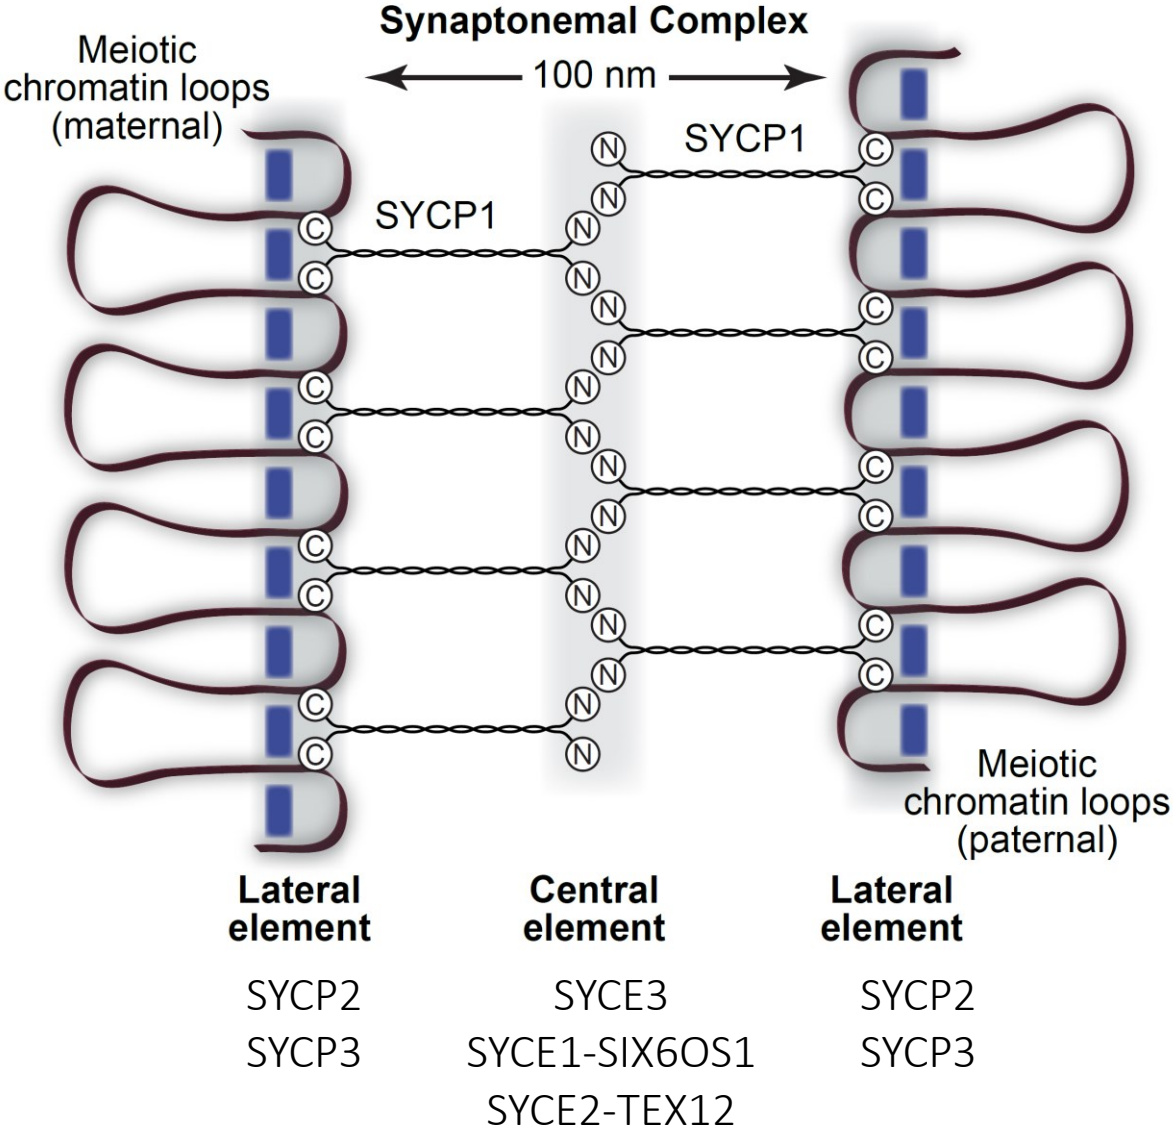 Synaptonemal Complex
Meiotic
chromatin loops
(maternal)
100 nm
SYCP1
SYCP1
N
C
N
C
C
N
C
N
N
C
N
C
C
N
C
N
N
C
N
C
C
N
C
N
N
C
N
C
C
N
C
N
Meiotic
chromatin loops
(paternal)
Lateral
element
Central
element
Lateral
element
SYCP2
SYCE3
SYCP2
SYCP3
SYCE1-SIX6OS1
SYCP3
SYCE2-TEX12